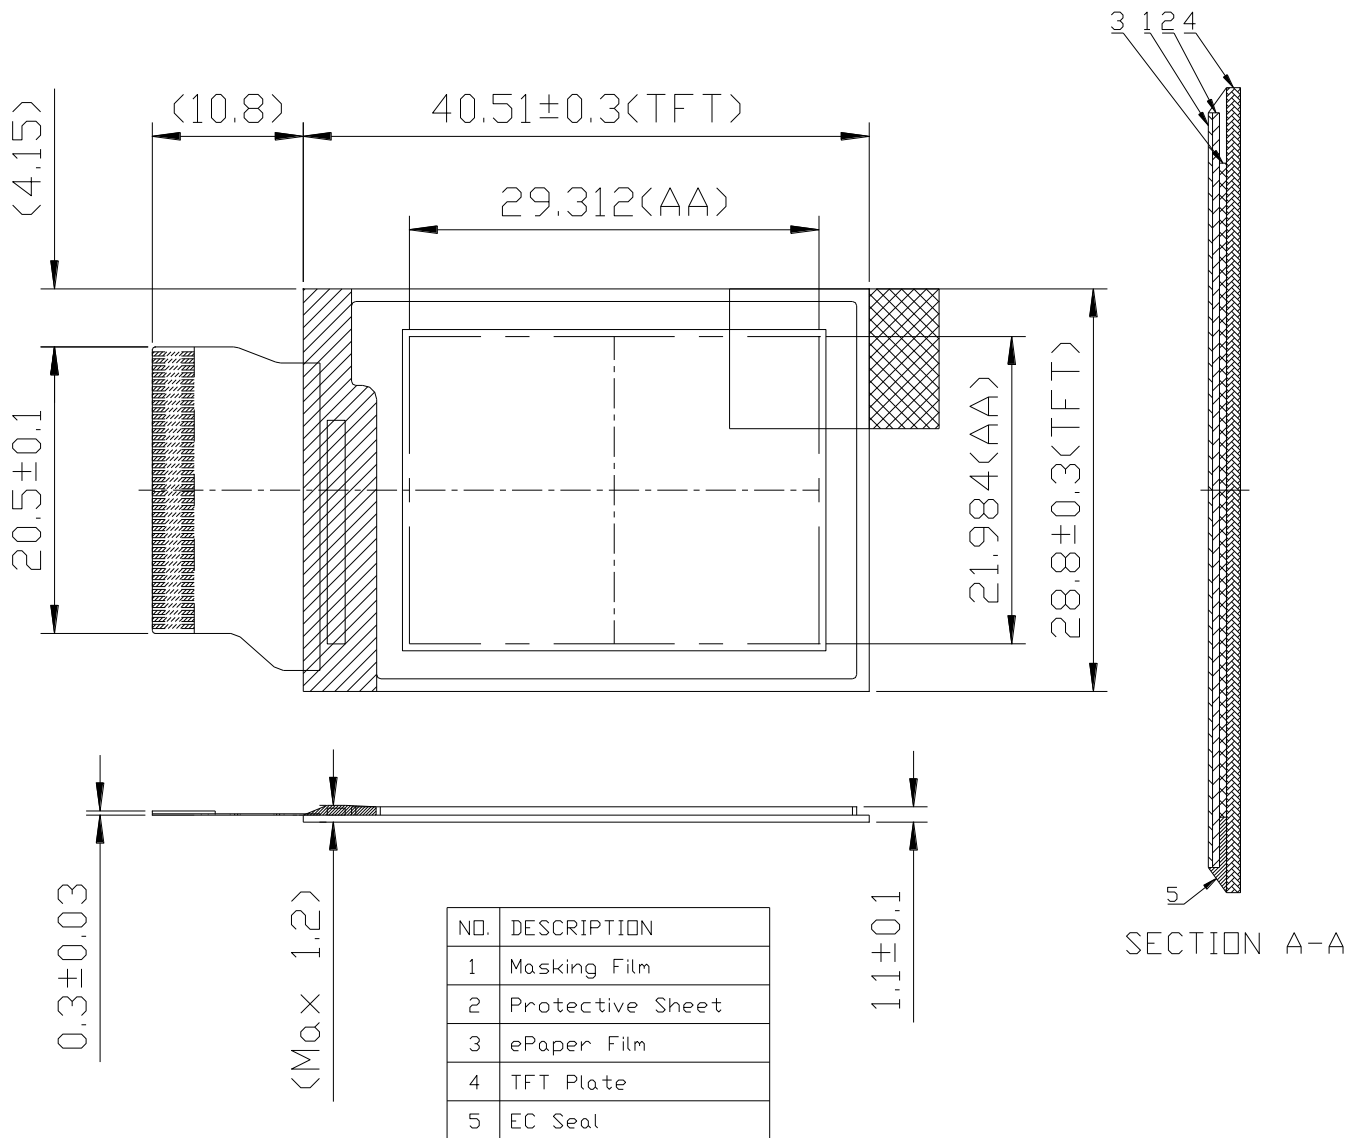 3 1 2 4
(10.8)
40.51±0.3(TFT)
(4.15)
29.312(AA)
20.5±0.1
21.984(AA)
28.8±0.3(TFT)
5
SECTION A-A
0.3±0.03
(Max 1.2)
1.1±0.1
NO. DESCRIPTION
1 Masking Film
2 Protective Sheet
3 ePaper Film
4 TFT Plate
5 EC Seal